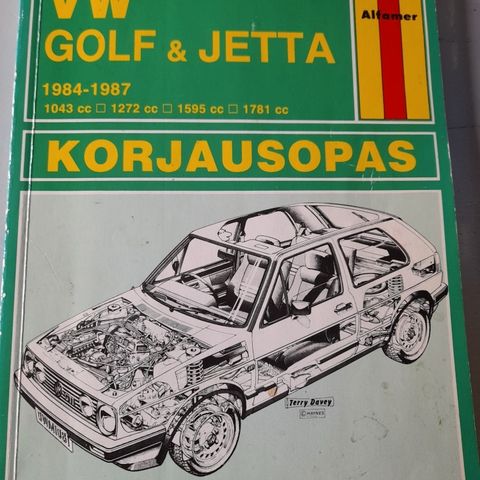 VW
GOLF & JETTA
Alfamer
1984-1987
1043 cc □ 1272 cc □ 1595 cc □ 1781 cc
KORJAUSOPAS
Terry Davey
© HAYNES